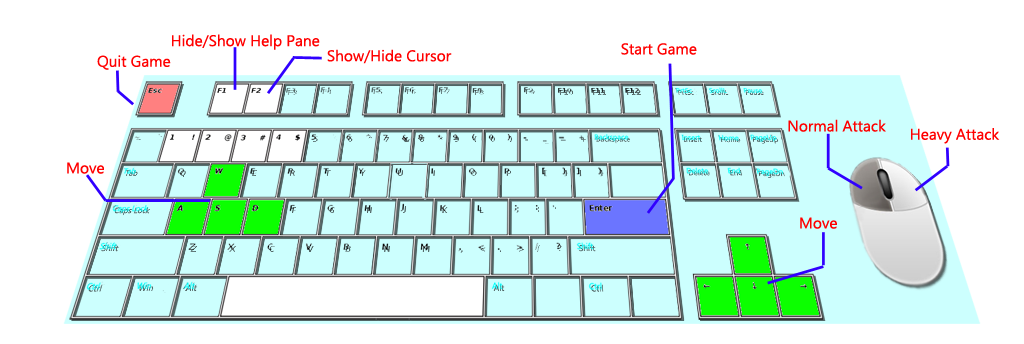 Hide/Show Help Pane
Show/Hide Cursor
Start Game
Quit Game
Esc F1 F2 F3 F4 F5 F6 F7 F8 F9 F10 F11 F12 PrtSc ScrlL Pause
Normal Attack
Heavy Attack
1 ! 2 @ 3 # 4 $ 5 6 7 8 9 0 Backspace Insert Home PageUp
Move
Tab Q W E R T Y U I O P Delete End PageDn
Caps Lock A S D F G H J K L Enter
Move
Shift Z X C V B N M Shift ↑
Ctrl Win Alt Alt Ctrl ← ↓ →